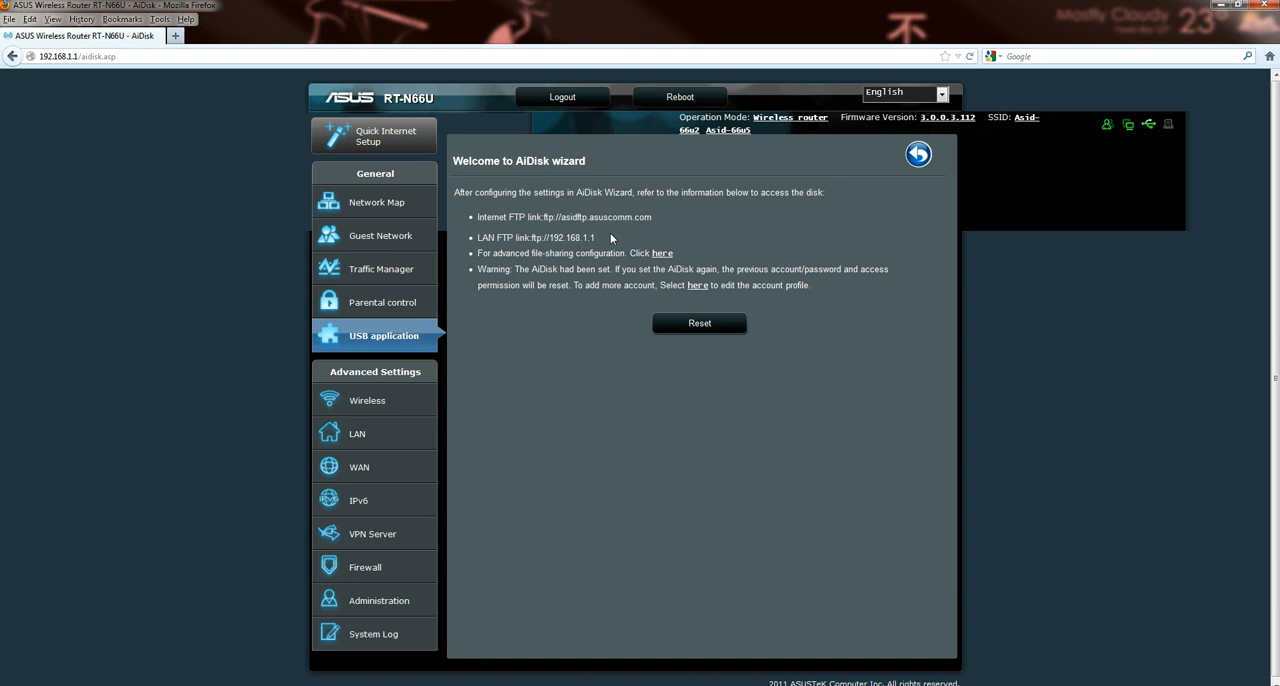 ASUS Wireless Router RT-N66U - AiDisk - Mozilla Firefox
File Edit View History Bookmarks Tools Help
ASUS Wireless Router RT-N66U - AiDisk
Mostly Cloudy 23°
192.168.1.1/aidisk.asp
Google
ASUS RT-N66U
Logout
Reboot
English
Quick Internet
Setup
Operation Mode: Wireless router Firmware Version: 3.0.0.3.112 SSID: Asid-
66u2 Asid-66u5
General
Network Map
Guest Network
Traffic Manager
Parental control
USB application
Advanced Settings
Wireless
LAN
WAN
IPv6
VPN Server
Firewall
Administration
System Log
Welcome to AiDisk wizard
After configuring the settings in AiDisk Wizard, refer to the information below to access the disk:
• Internet FTP link:ftp://asidftp.asuscomm.com
• LAN FTP link:ftp://192.168.1.1
• For advanced file-sharing configuration. Click here
• Warning: The AiDisk had been set. If you set the AiDisk again, the previous account/password and access
permission will be reset. To add more account, Select here to edit the account profile.
Reset
2011 ASUSTeK Computer Inc. All rights reserved.